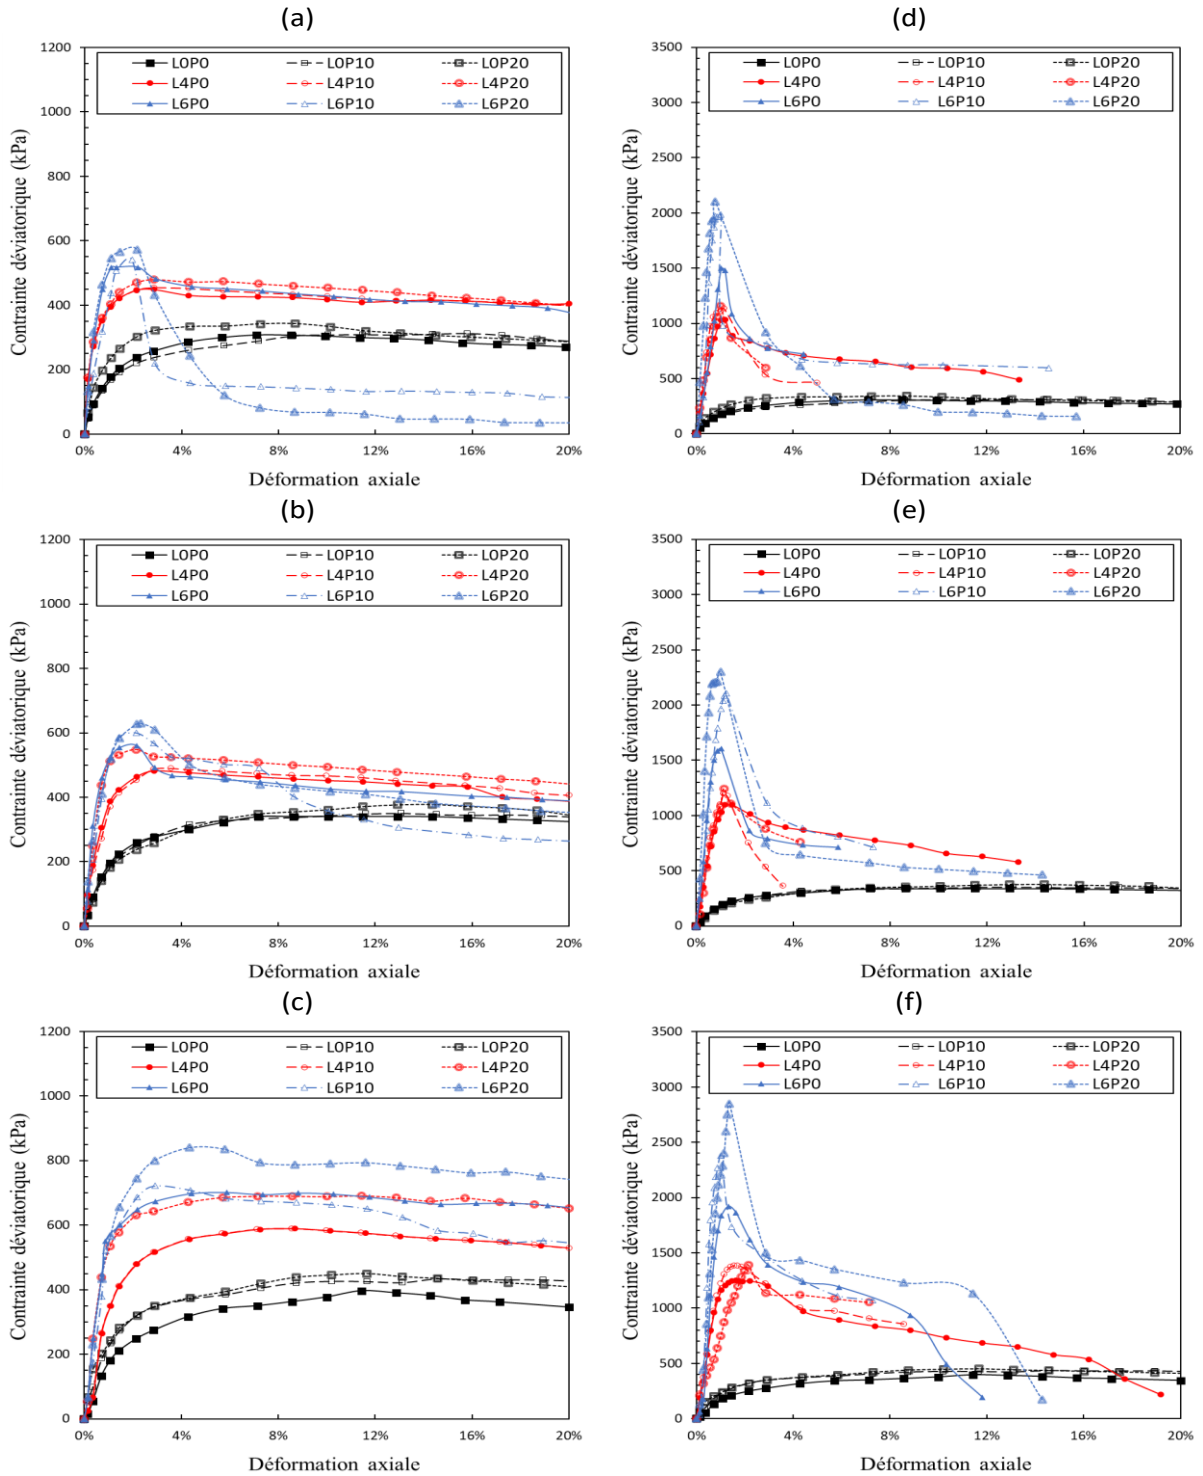 (a)
Contrainte déviatorique (kPa)
1200
1000
800
600
400
200
0
L0P0 L0P10 L0P20
L4P0 L4P10 L4P20
L6P0 L6P10 L6P20
0% 4% 8% 12% 16% 20%
Déformation axiale
(d)
Contrainte déviatorique (kPa)
3500
3000
2500
2000
1500
1000
500
0
L0P0 L0P10 L0P20
L4P0 L4P10 L4P20
L6P0 L6P10 L6P20
0% 4% 8% 12% 16% 20%
Déformation axiale
(b)
Contrainte déviatorique (kPa)
1200
1000
800
600
400
200
0
L0P0 L0P10 L0P20
L4P0 L4P10 L4P20
L6P0 L6P10 L6P20
0% 4% 8% 12% 16% 20%
Déformation axiale
(e)
Contrainte déviatorique (kPa)
3500
3000
2500
2000
1500
1000
500
0
L0P0 L0P10 L0P20
L4P0 L4P10 L4P20
L6P0 L6P10 L6P20
0% 4% 8% 12% 16% 20%
Déformation axiale
(c)
Contrainte déviatorique (kPa)
1200
1000
800
600
400
200
0
L0P0 L0P10 L0P20
L4P0 L4P10 L4P20
L6P0 L6P10 L6P20
0% 4% 8% 12% 16% 20%
Déformation axiale
(f)
Contrainte déviatorique (kPa)
3500
3000
2500
2000
1500
1000
500
0
L0P0 L0P10 L0P20
L4P0 L4P10 L4P20
L6P0 L6P10 L6P20
0% 4% 8% 12% 16% 20%
Déformation axiale